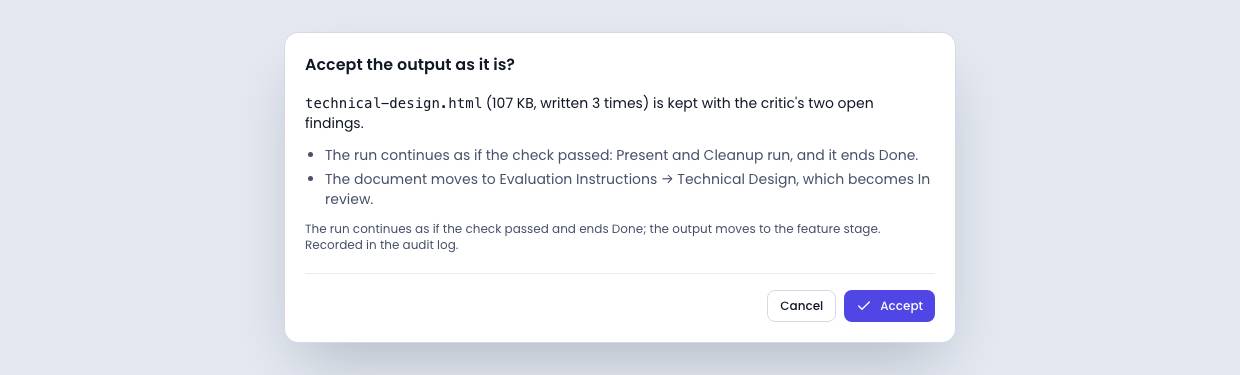 Accept the output as it is?
technical-design.html (107 KB, written 3 times) is kept with the critic's two open
findings.
• The run continues as if the check passed: Present and Cleanup run, and it ends Done.
• The document moves to Evaluation Instructions → Technical Design, which becomes In
review.
The run continues as if the check passed and ends Done; the output moves to the feature stage.
Recorded in the audit log.
Cancel
Accept